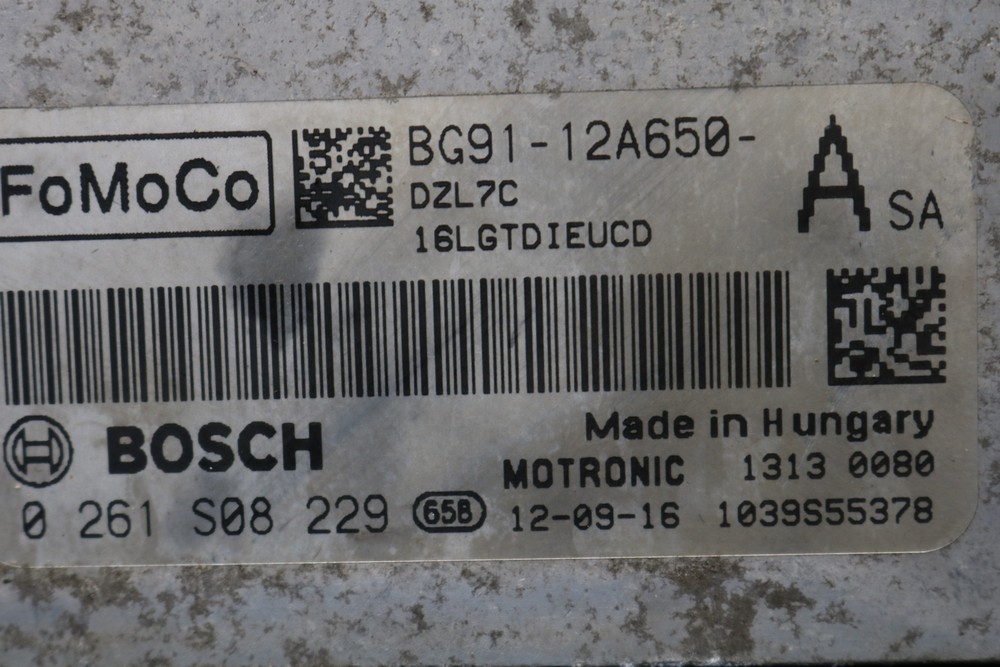 FoMoCo
BG91-12A650-
A SA
DZL7C
16LGTDIEUCD
BOSCH
Made in Hungary
MOTRONIC 1313 0080
0 261 S08 229 65B 12-09-16 1039S55378